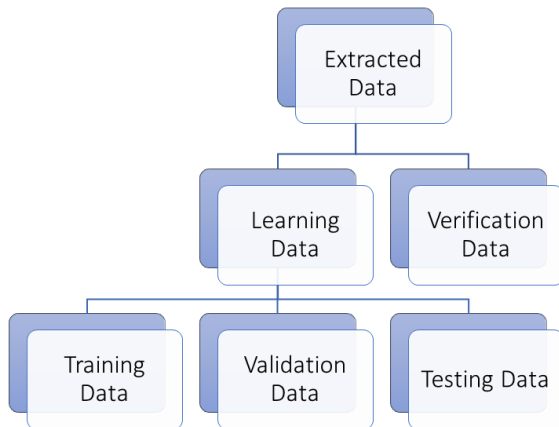 Extracted
Data
Learning
Data
Verification
Data
Training
Data
Validation
Data
Testing Data